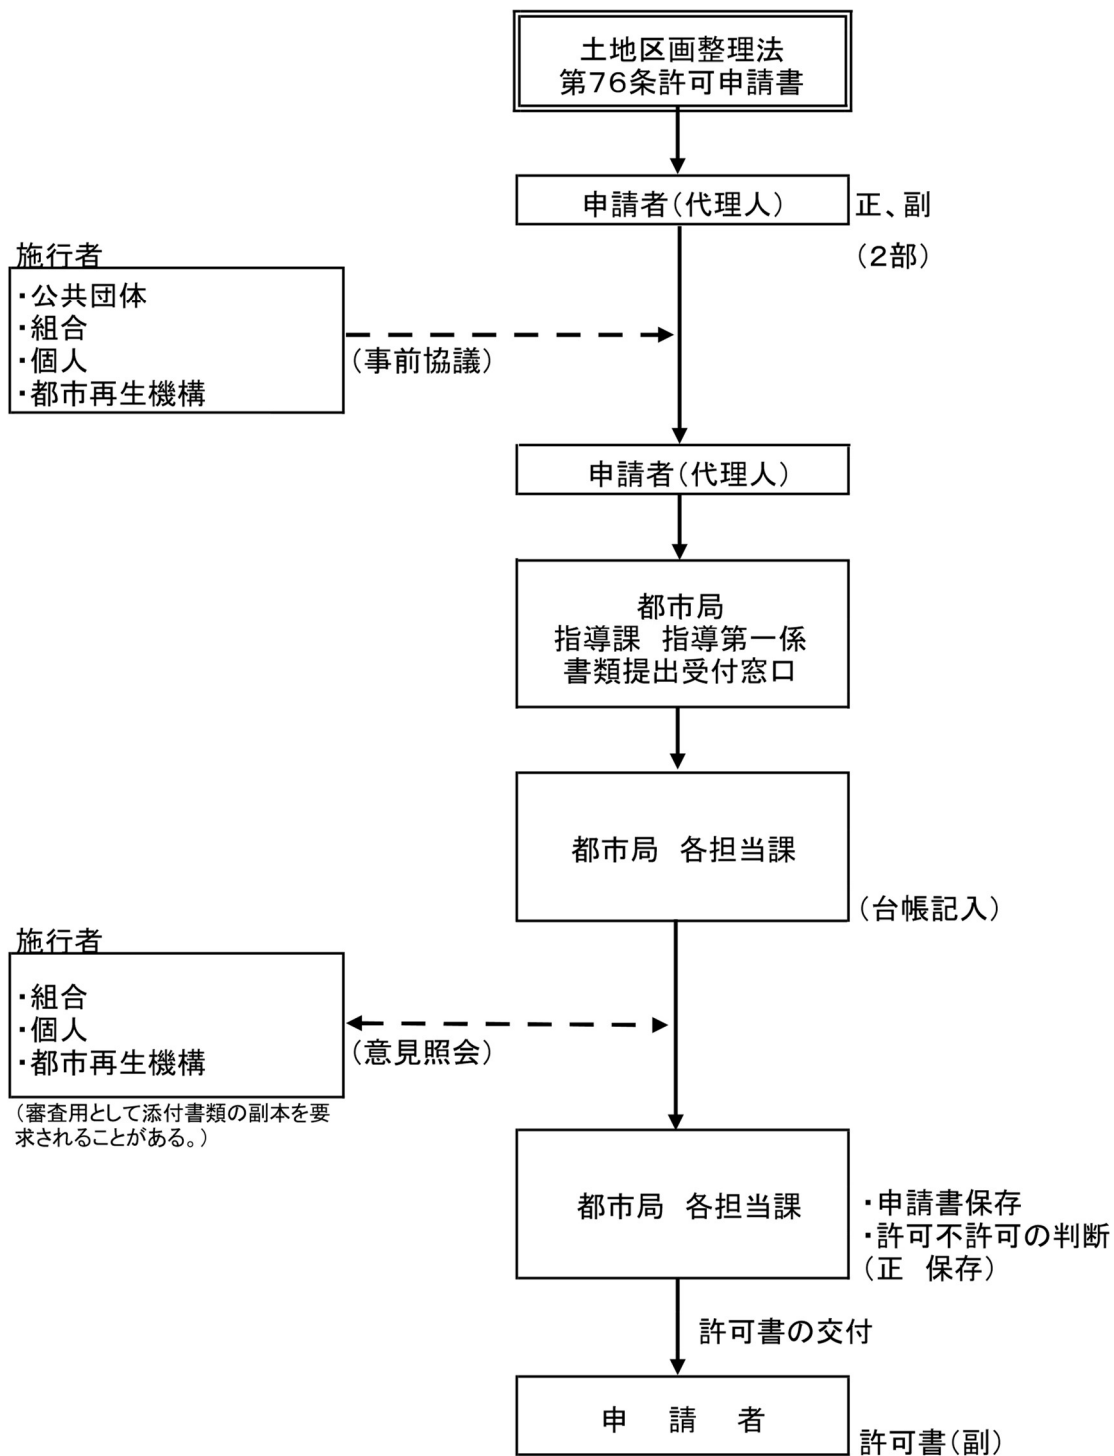 土地区画整理法
第76条許可申請書
申請者(代理人)
正、副
(2部)
施行者
・公共団体
・組合
・個人
・都市再生機構
(事前協議)
申請者(代理人)
都市局
指導課 指導第一係
書類提出受付窓口
都市局 各担当課
(台帳記入)
施行者
・組合
・個人
・都市再生機構
(意見照会)
(審査用として添付書類の副本を要
求されることがある。)
都市局 各担当課
・申請書保存
・許可不許可の判断
(正 保存)
許可書の交付
申 請 者
許可書(副)